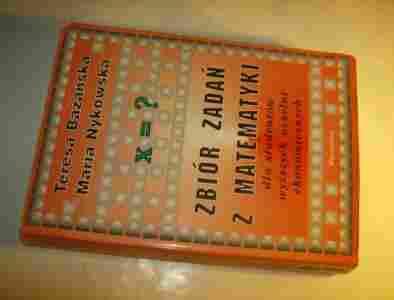 Teresa Bażańska
Maria Nykowska
x = ?
ZBIÓR ZADAŃ
Z MATEMATYKI
dla studentów
wyższych uczelni
ekonomicznych